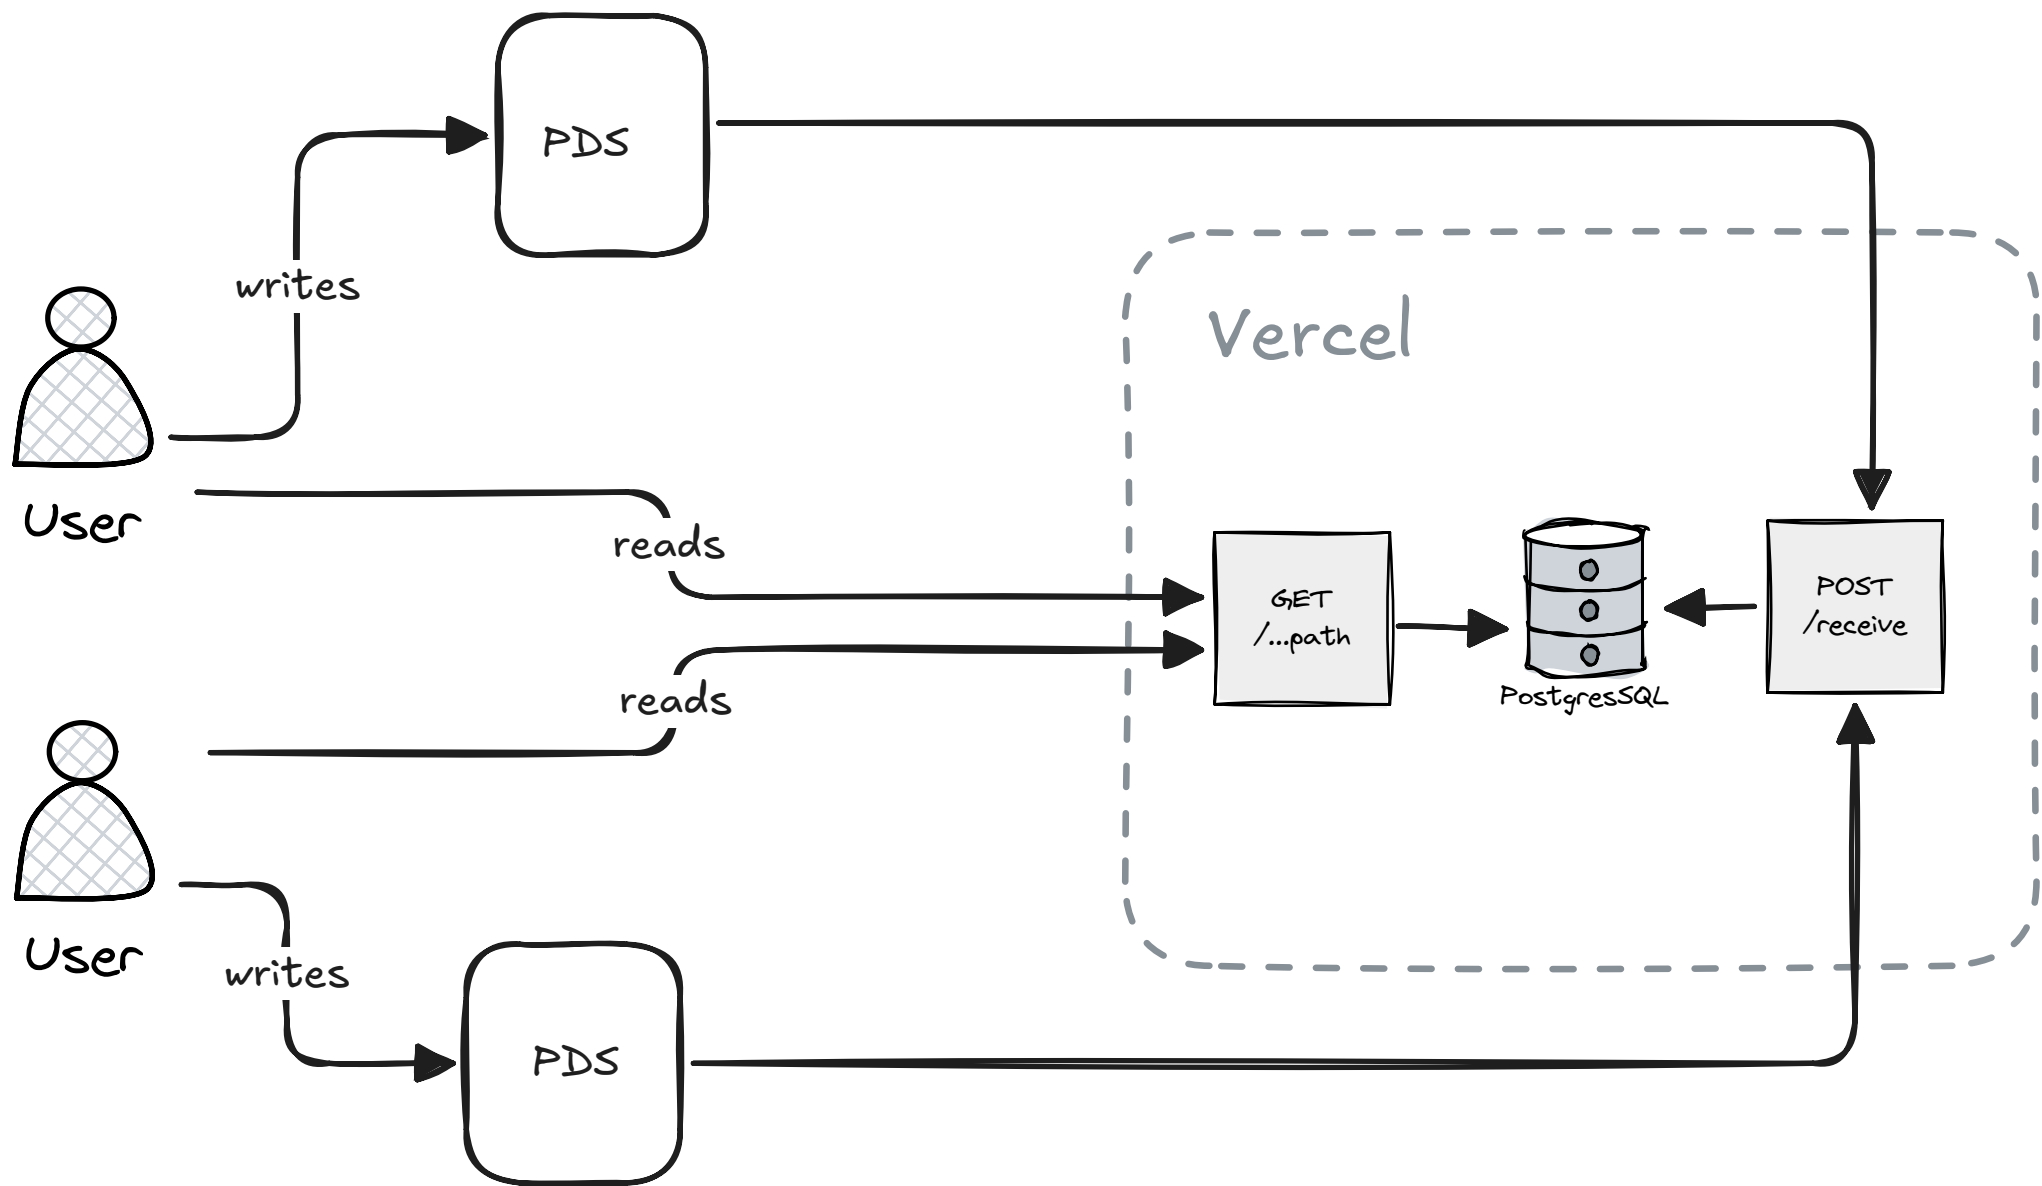 PDS
writes
Vercel
User
reads
GET
/...path
POST
/receive
PostgresSQL
reads
User
writes
PDS